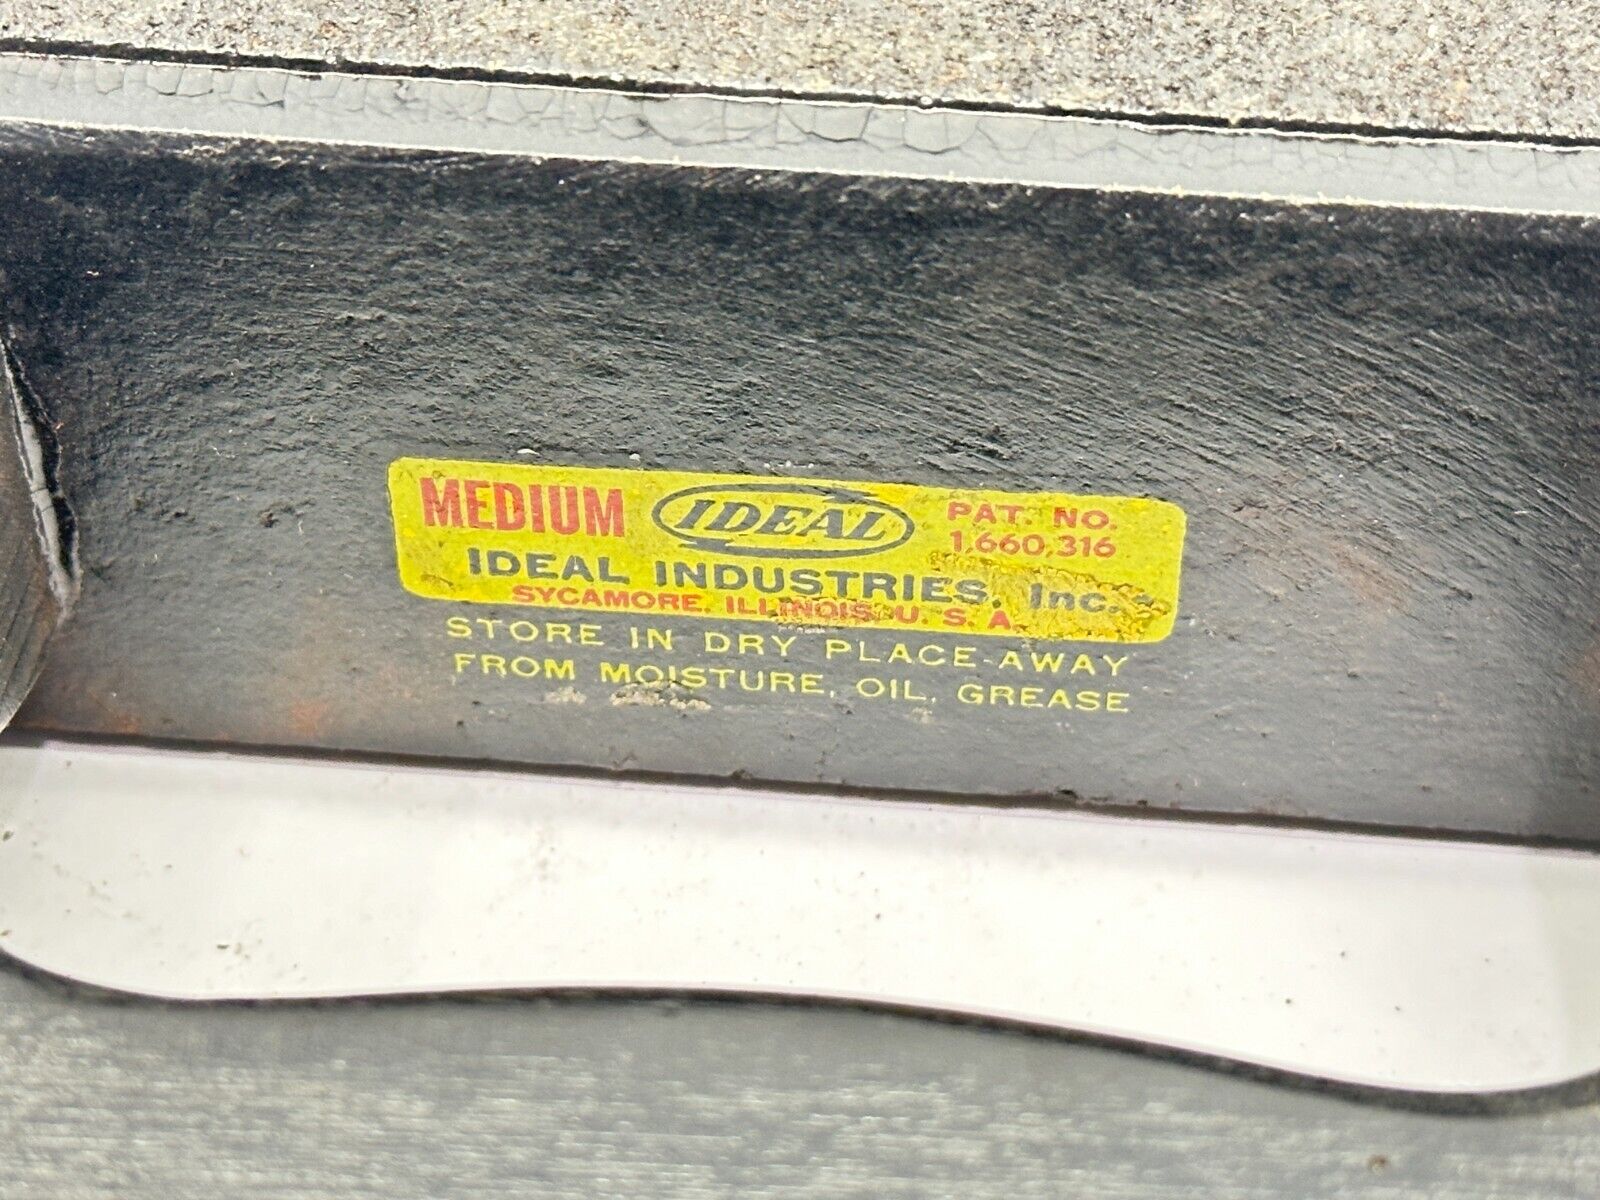 MEDIUM IDEAL PAT. NO.
1,660,316
IDEAL INDUSTRIES, Inc.
SYCAMORE, ILLINOIS U. S. A.
STORE IN DRY PLACE-AWAY
FROM MOISTURE, OIL, GREASE